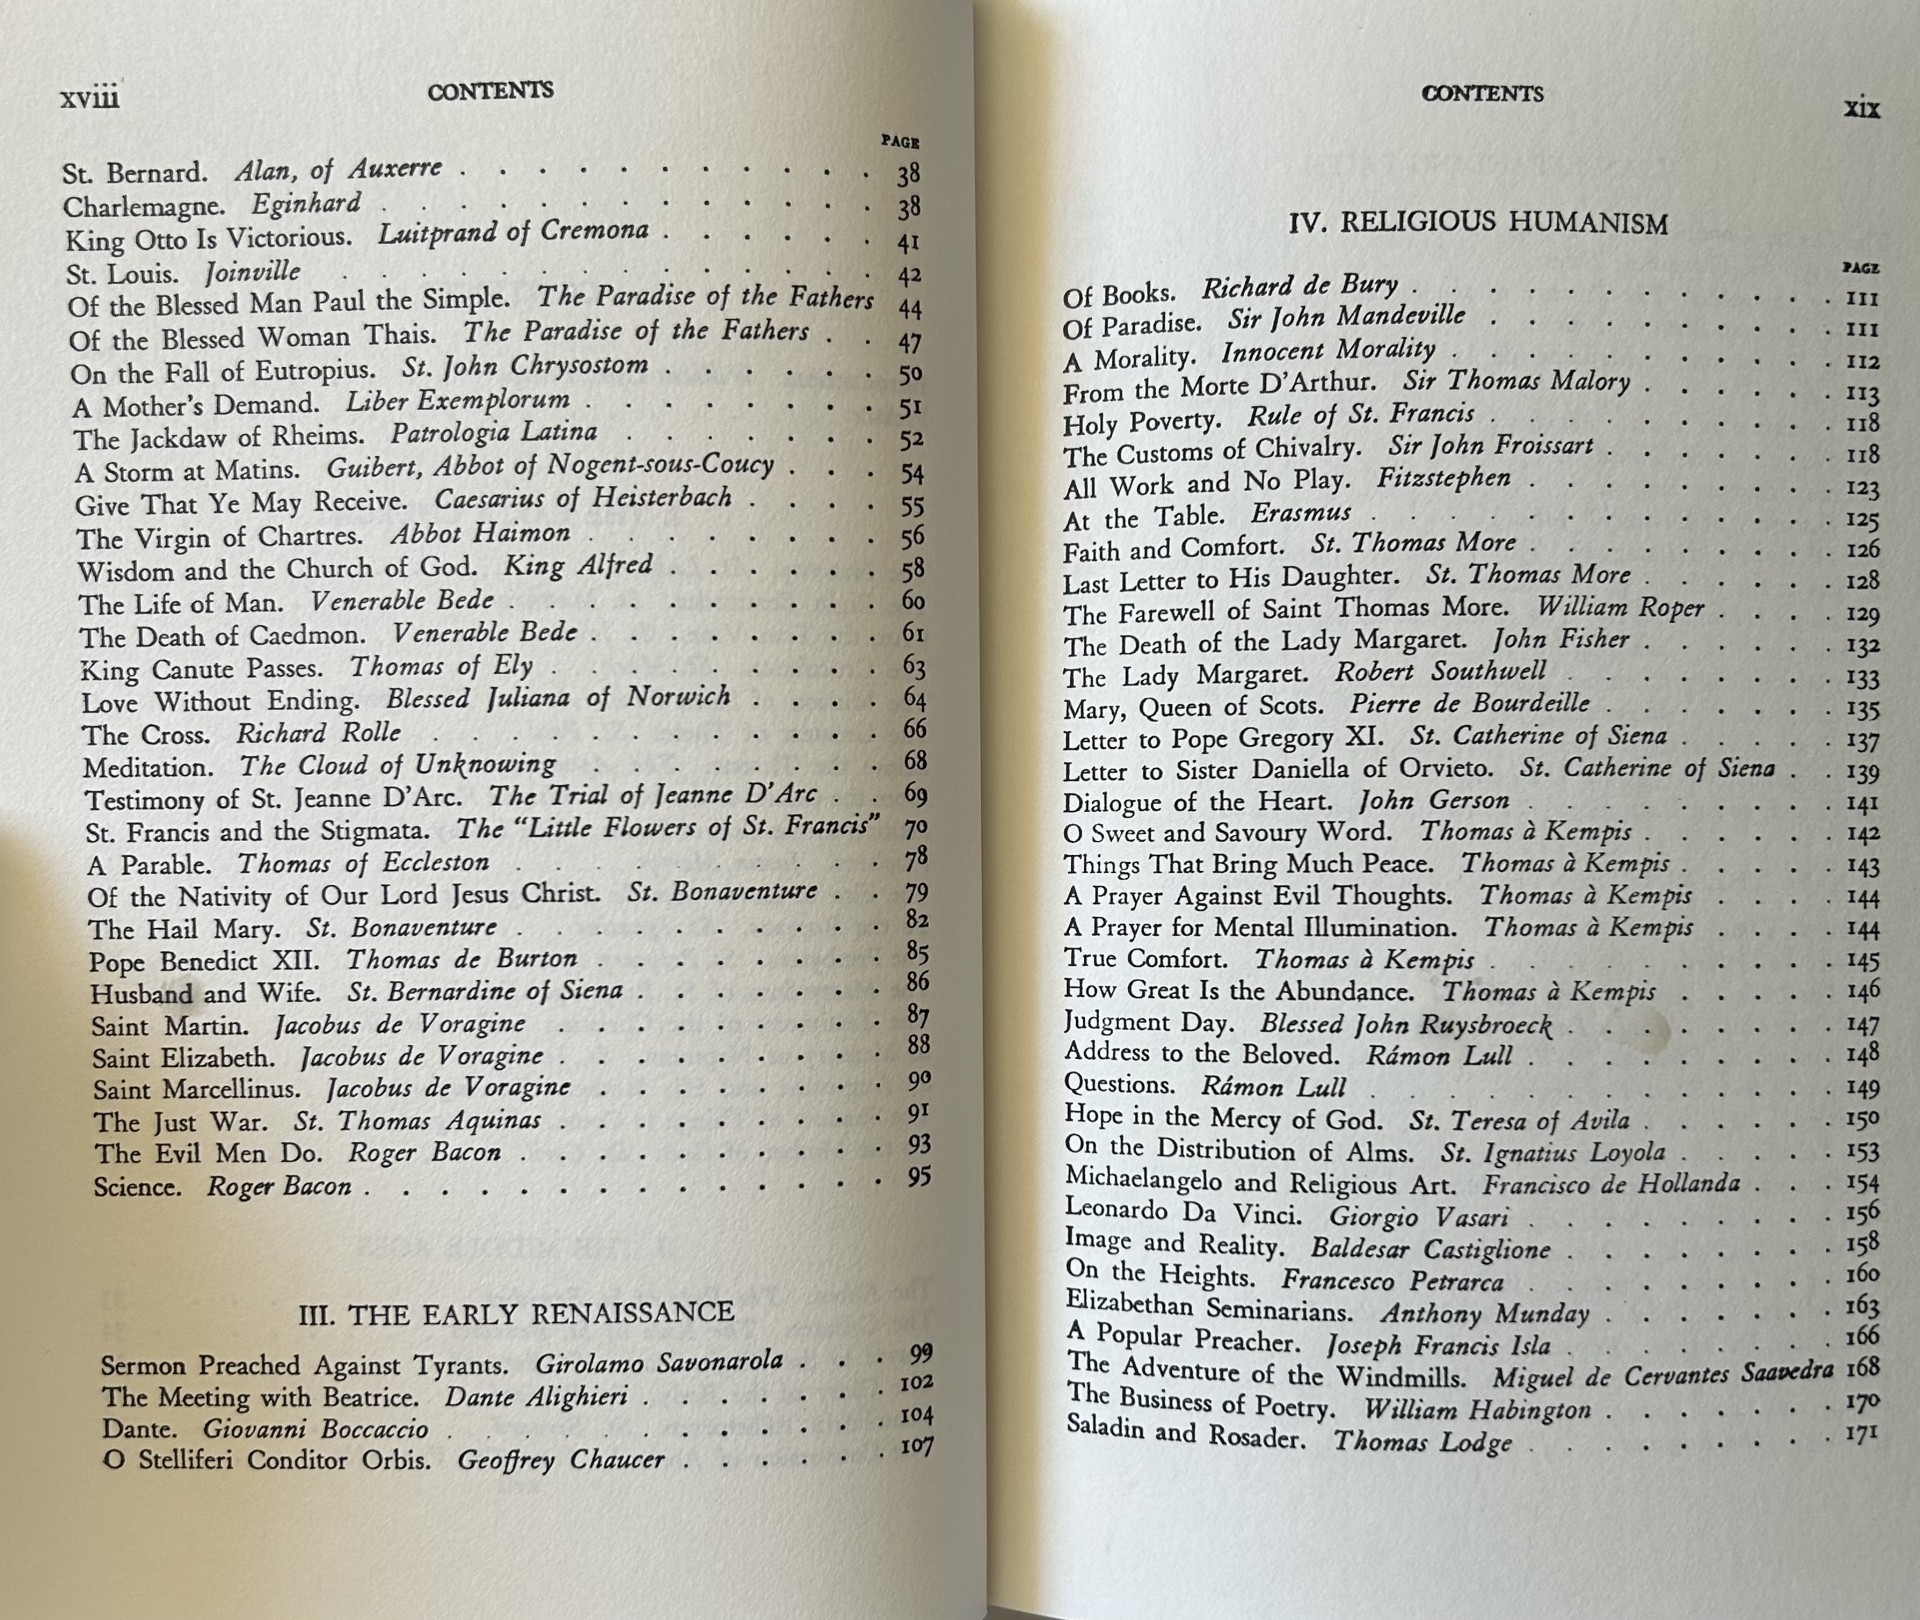 xviii
CONTENTS
PAGE
St. Bernard. Alan, of Auxerre . . . . . . . . . . . 38
Charlemagne. Eginhard . . . . . . . . . . . . . 38
King Otto Is Victorious. Luitprand of Cremona . . . . . . 41
St. Louis. Joinville . . . . . . . . . . . . . . 42
Of the Blessed Man Paul the Simple. The Paradise of the Fathers 44
Of the Blessed Woman Thais. The Paradise of the Fathers . . 47
On the Fall of Eutropius. St. John Chrysostom . . . . . . 50
A Mother's Demand. Liber Exemplorum . . . . . . . . 51
The Jackdaw of Rheims. Patrologia Latina . . . . . . . 52
A Storm at Matins. Guibert, Abbot of Nogent-sous-Coucy . . . 54
Give That Ye May Receive. Caesarius of Heisterbach . . . . 55
The Virgin of Chartres. Abbot Haimon . . . . . . . . 56
Wisdom and the Church of God. King Alfred . . . . . . 58
The Life of Man. Venerable Bede . . . . . . . . . . 60
The Death of Caedmon. Venerable Bede . . . . . . . . 61
King Canute Passes. Thomas of Ely . . . . . . . . . 63
Love Without Ending. Blessed Juliana of Norwich . . . . 64
The Cross. Richard Rolle . . . . . . . . . . . . 66
Meditation. The Cloud of Unknowing . . . . . . . . 68
Testimony of St. Jeanne D'Arc. The Trial of Jeanne D'Arc . . 69
St. Francis and the Stigmata. The "Little Flowers of St. Francis" 70
A Parable. Thomas of Eccleston . . . . . . . . . . 78
Of the Nativity of Our Lord Jesus Christ. St. Bonaventure . . 79
The Hail Mary. St. Bonaventure . . . . . . . . . . 82
Pope Benedict XII. Thomas de Burton . . . . . . . . 85
Husband and Wife. St. Bernardine of Siena . . . . . . . 86
Saint Martin. Jacobus de Voragine . . . . . . . . . 87
Saint Elizabeth. Jacobus de Voragine . . . . . . . . . 88
Saint Marcellinus. Jacobus de Voragine . . . . . . . . 90
The Just War. St. Thomas Aquinas . . . . . . . . . 91
The Evil Men Do. Roger Bacon . . . . . . . . . . 93
Science. Roger Bacon . . . . . . . . . . . . . . 95
III. THE EARLY RENAISSANCE
Sermon Preached Against Tyrants. Girolamo Savonarola . . . 99
The Meeting with Beatrice. Dante Alighieri . . . . . . . 102
Dante. Giovanni Boccaccio . . . . . . . . . . . . 104
O Stelliferi Conditor Orbis. Geoffrey Chaucer . . . . . . 107
CONTENTS
xix
IV. RELIGIOUS HUMANISM
PAGE
Of Books. Richard de Bury . . . . . . . . . . . . 111
Of Paradise. Sir John Mandeville . . . . . . . . . . 111
A Morality. Innocent Morality . . . . . . . . . . . 112
From the Morte D'Arthur. Sir Thomas Malory . . . . . . 113
Holy Poverty. Rule of St. Francis . . . . . . . . . . 118
The Customs of Chivalry. Sir John Froissart . . . . . . . 118
All Work and No Play. Fitzstephen . . . . . . . . . 123
At the Table. Erasmus . . . . . . . . . . . . . 125
Faith and Comfort. St. Thomas More . . . . . . . . . 126
Last Letter to His Daughter. St. Thomas More . . . . . . 128
The Farewell of Saint Thomas More. William Roper . . . . 129
The Death of the Lady Margaret. John Fisher . . . . . . 132
The Lady Margaret. Robert Southwell . . . . . . . . 133
Mary, Queen of Scots. Pierre de Bourdeille . . . . . . . 135
Letter to Pope Gregory XI. St. Catherine of Siena . . . . . 137
Letter to Sister Daniella of Orvieto. St. Catherine of Siena . . 139
Dialogue of the Heart. John Gerson . . . . . . . . . 141
O Sweet and Savoury Word. Thomas à Kempis . . . . . . 142
Things That Bring Much Peace. Thomas à Kempis . . . . . 143
A Prayer Against Evil Thoughts. Thomas à Kempis . . . . 144
A Prayer for Mental Illumination. Thomas à Kempis . . . . 144
True Comfort. Thomas à Kempis . . . . . . . . . . 145
How Great Is the Abundance. Thomas à Kempis . . . . . 146
Judgment Day. Blessed John Ruysbroeck . . . . . . . . 147
Address to the Beloved. Rámon Lull . . . . . . . . . 148
Questions. Rámon Lull . . . . . . . . . . . . . 149
Hope in the Mercy of God. St. Teresa of Avila . . . . . . 150
On the Distribution of Alms. St. Ignatius Loyola . . . . . 153
Michaelangelo and Religious Art. Francisco de Hollanda . . . 154
Leonardo Da Vinci. Giorgio Vasari . . . . . . . . . 156
Image and Reality. Baldesar Castiglione . . . . . . . . 158
On the Heights. Francesco Petrarca . . . . . . . . . 160
Elizabethan Seminarians. Anthony Munday . . . . . . . 163
A Popular Preacher. Joseph Francis Isla . . . . . . . . 166
The Adventure of the Windmills. Miguel de Cervantes Saavedra 168
The Business of Poetry. William Habington . . . . . . . 170
Saladin and Rosader. Thomas Lodge . . . . . . . . . 171